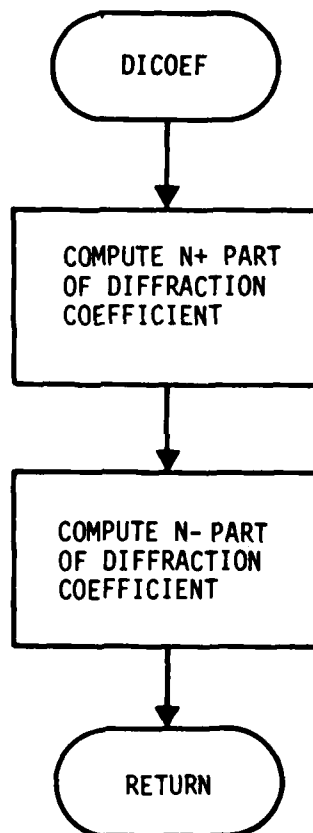 DICOEF
COMPUTE N+ PART
OF DIFFRACTION
COEFFICIENT
COMPUTE N- PART
OF DIFFRACTION
COEFFICIENT
RETURN